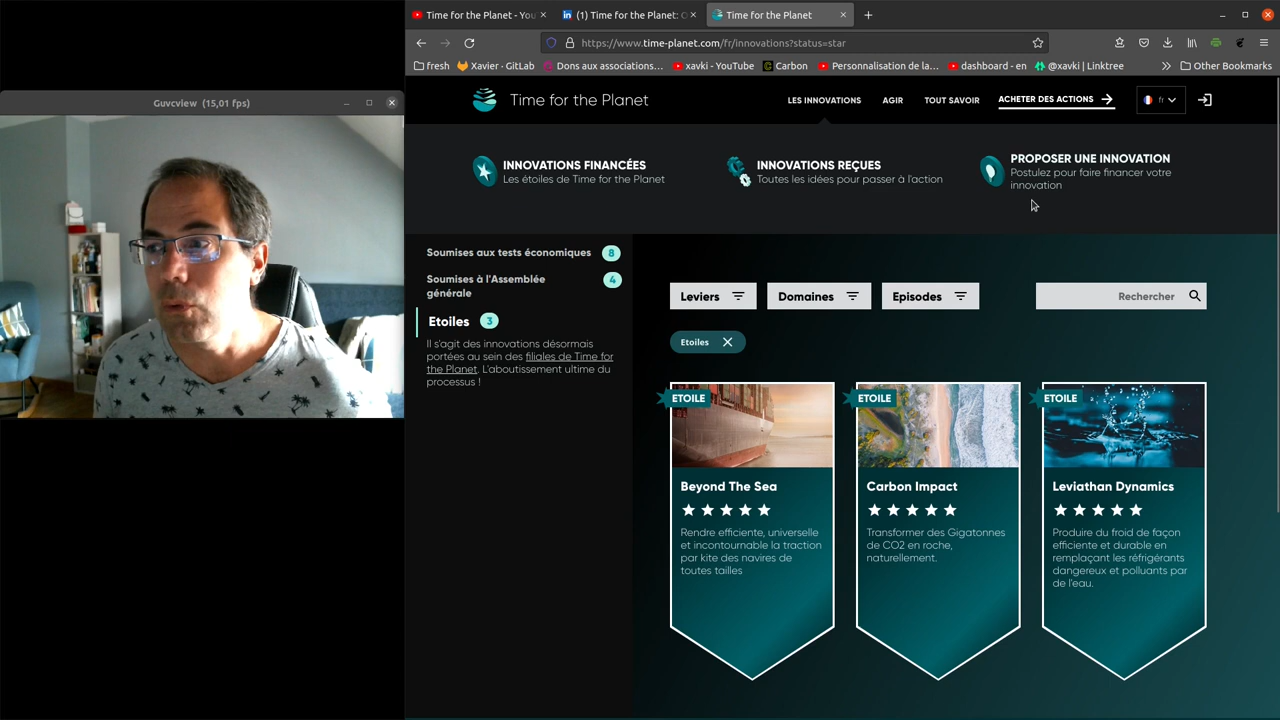 Guvcview (15,01 fps)
Time for the Planet - You
(1) Time for the Planet: O
Time for the Planet
https://www.time-planet.com/fr/innovations?status=star
fresh
Xavier · GitLab
Dons aux associations…
xavki - YouTube
Carbon
Personnalisation de la…
dashboard - en
@xavki | Linktree
Other Bookmarks
Time for the Planet
LES INNOVATIONS
AGIR
TOUT SAVOIR
ACHETER DES ACTIONS
fr
INNOVATIONS FINANCÉES
Les étoiles de Time for the Planet
INNOVATIONS REÇUES
Toutes les idées pour passer à l'action
PROPOSER UNE INNOVATION
Postulez pour faire financer votre
innovation
Soumises aux tests économiques 8
Soumises à l'Assemblée
générale 4
Etoiles 3
Il s'agit des innovations désormais
portées au sein des filiales de Time for
the Planet. L'aboutissement ultime du
processus !
Leviers
Domaines
Episodes
Rechercher
Etoiles
ETOILE
Beyond The Sea
Rendre efficiente, universelle
et incontournable la traction
par kite des navires de
toutes tailles
ETOILE
Carbon Impact
Transformer des Gigatonnes
de CO2 en roche,
naturellement.
ETOILE
Leviathan Dynamics
Produire du froid de façon
efficiente et durable en
remplaçant les réfrigérants
dangereux et polluants par
de l'eau.